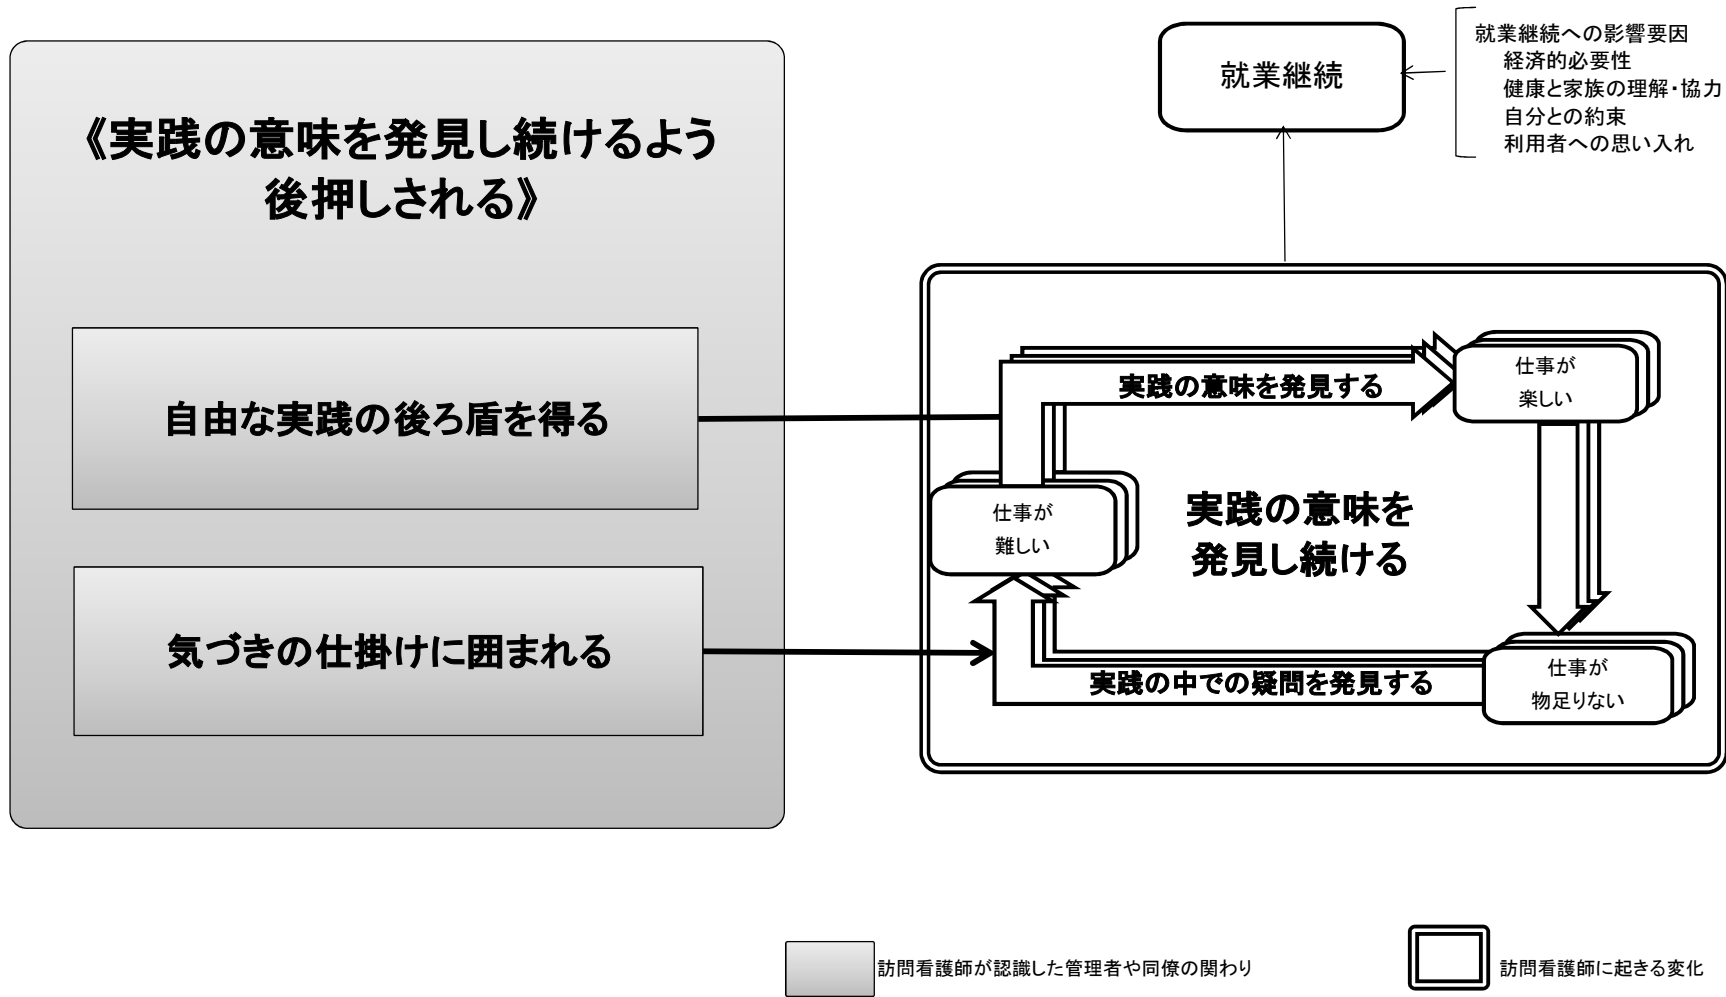 《実践の意味を発見し続けるよう
後押しされる》
自由な実践の後ろ盾を得る
気づきの仕掛けに囲まれる
就業継続
就業継続への影響要因
経済的必要性
健康と家族の理解・協力
自分との約束
利用者への思い入れ
実践の意味を発見する
仕事が
楽しい
仕事が
難しい
実践の意味を
発見し続ける
実践の中での疑問を発見する
仕事が
物足りない
訪問看護師が認識した管理者や同僚の関わり
訪問看護師に起きる変化